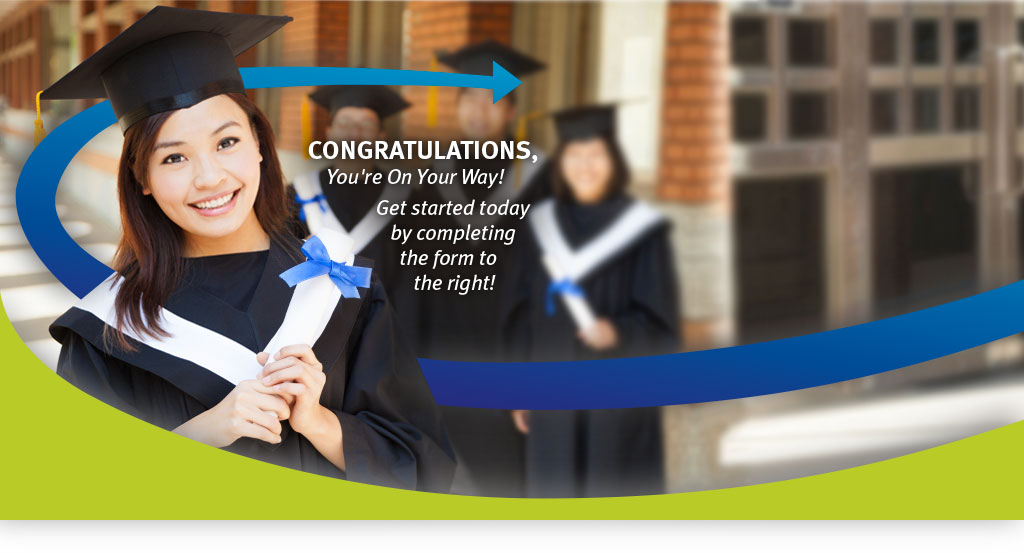 CONGRATULATIONS,
You're On Your Way!
Get started today
by completing
the form to
the right!